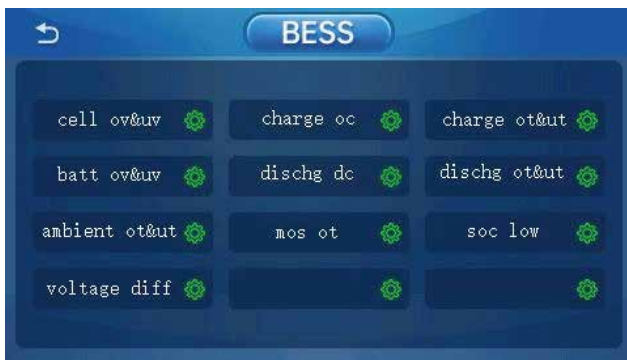 BESS
cell ov&uv
charge oc
charge ot&ut
batt ov&uv
dischg dc
dischg ot&ut
ambient ot&ut
mos ot
soc low
voltage diff